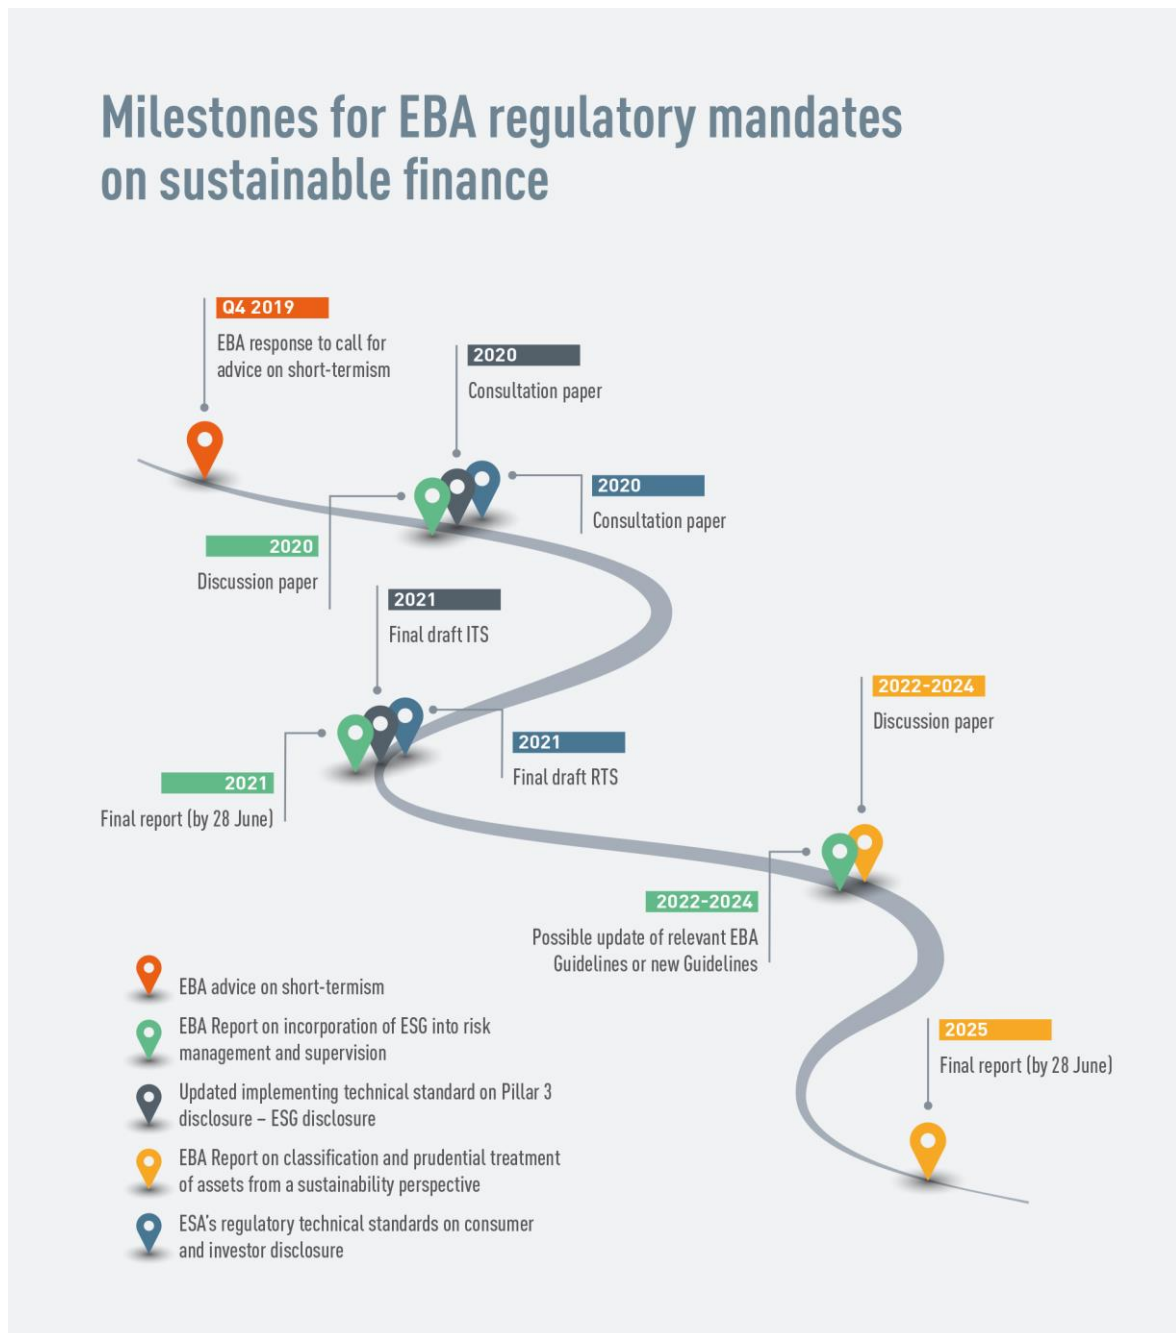 Milestones for EBA regulatory mandates
on sustainable finance
Q4 2019
EBA response to call for
advice on short-termism
2020
Consultation paper
2020
Consultation paper
2020
Discussion paper
2021
Final draft ITS
2021
Final draft RTS
2021
Final report (by 28 June)
2022-2024
Discussion paper
2022-2024
Possible update of relevant EBA
Guidelines or new Guidelines
2025
Final report (by 28 June)
EBA advice on short-termism
EBA Report on incorporation of ESG into risk
management and supervision
Updated implementing technical standard on Pillar 3
disclosure – ESG disclosure
EBA Report on classification and prudential treatment
of assets from a sustainability perspective
ESA's regulatory technical standards on consumer
and investor disclosure